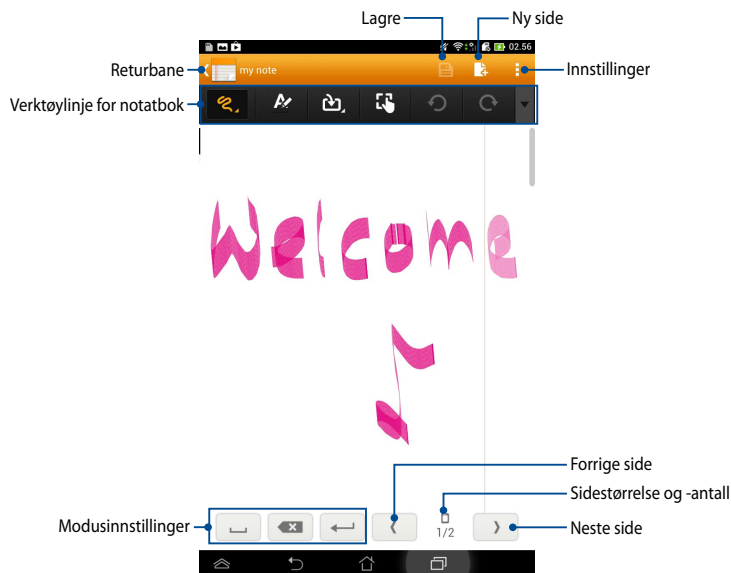 Lagre
Ny side
02.56
Returbane
my note
Innstillinger
Verktøylinje for notatbok
Welcome
Forrige side
Sidestørrelse og -antall
Modusinnstillinger
1/2
Neste side